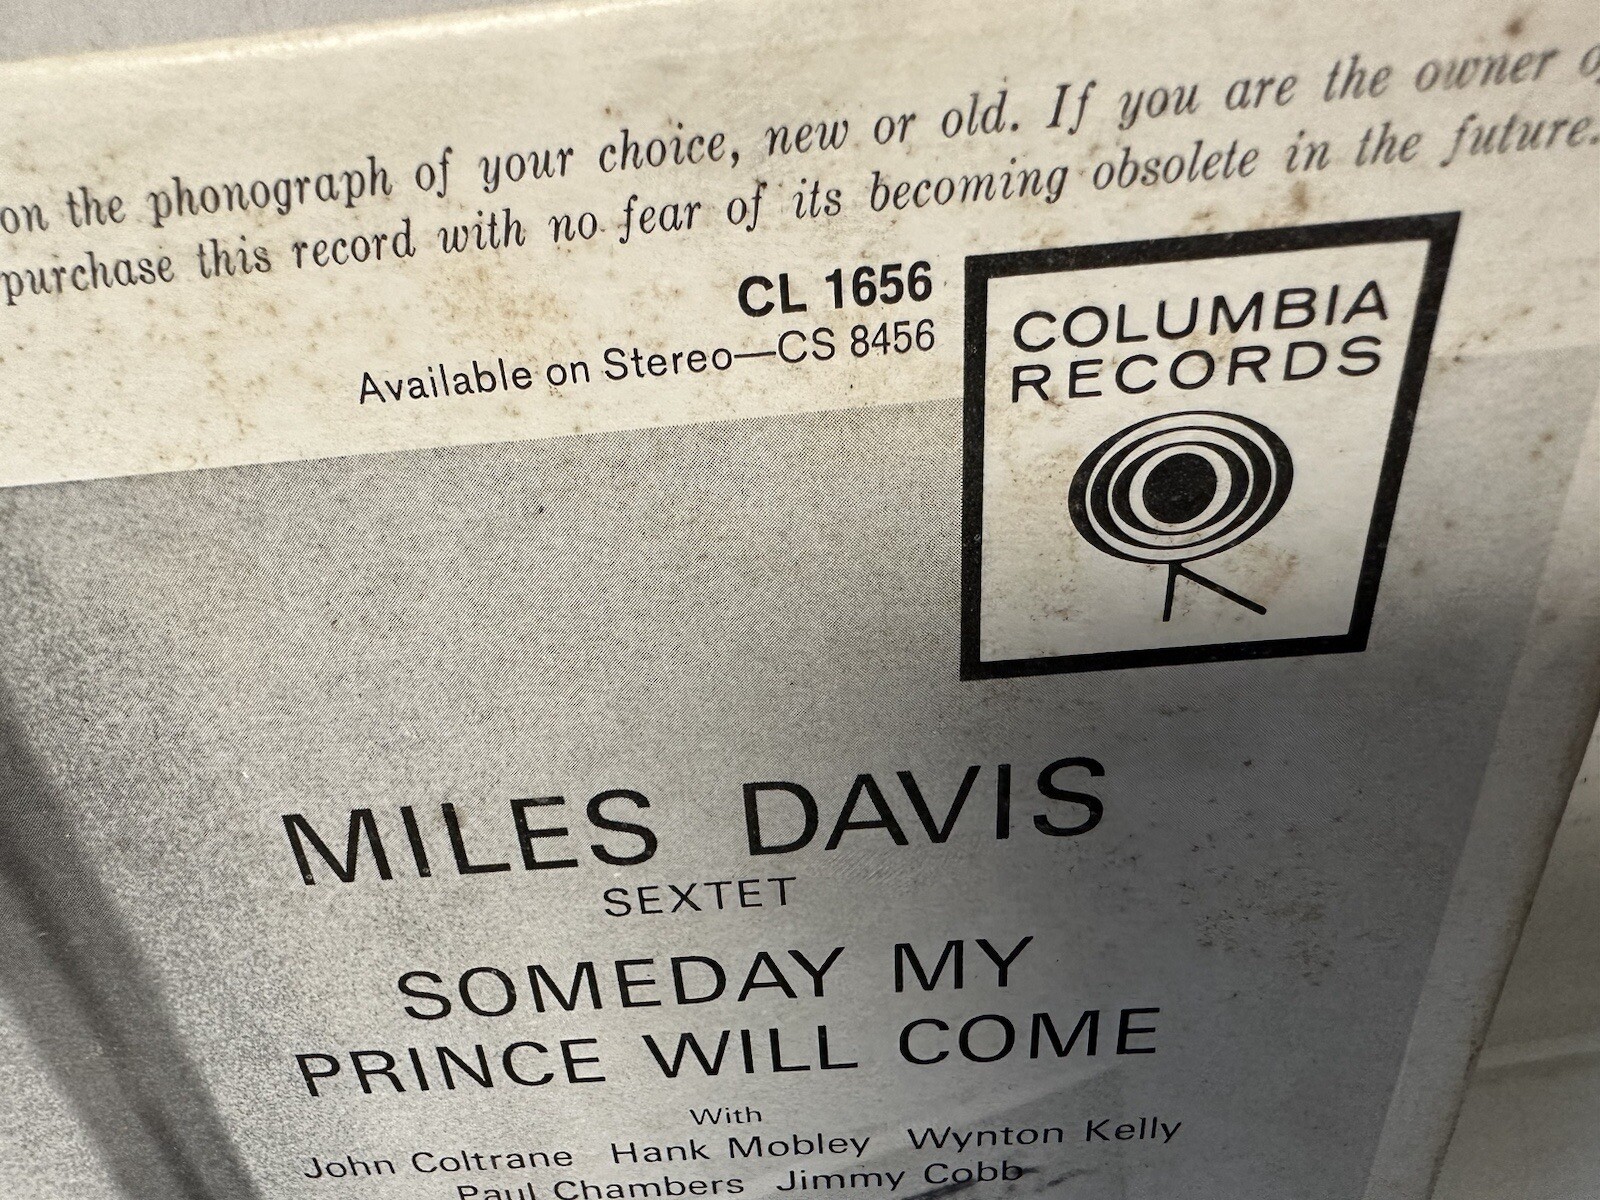 on the phonograph of your choice, new or old. If you are the owner
purchase this record with no fear of its becoming obsolete in the future.
CL 1656
Available on Stereo—CS 8456
COLUMBIA
RECORDS
MILES DAVIS
SEXTET
SOMEDAY MY
PRINCE WILL COME
With
John Coltrane Hank Mobley Wynton Kelly
Paul Chambers Jimmy Cobb